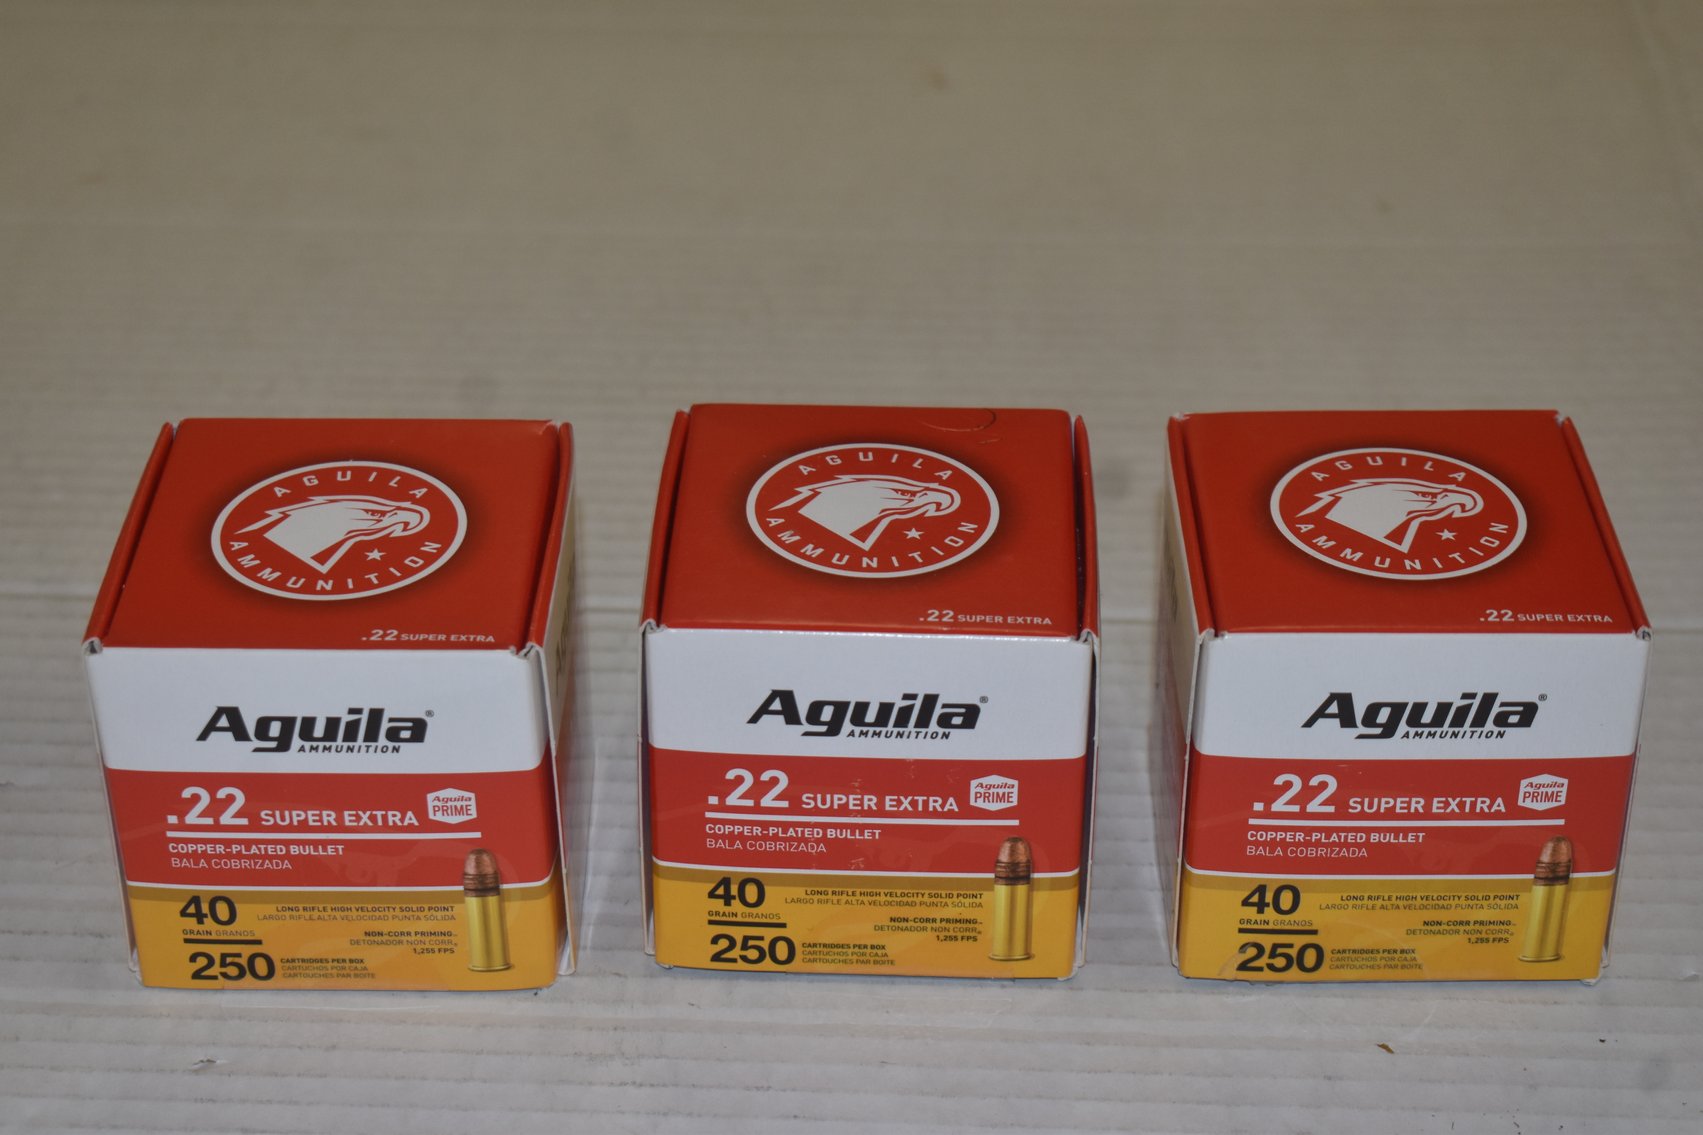 AGUILA
AMMUNITION
.22 SUPER EXTRA
Aguila®
AMMUNITION
.22 SUPER EXTRA
Aguila
PRIME
COPPER-PLATED BULLET
BALA COBRIZADA
40
GRAIN GRANOS
LONG RIFLE HIGH VELOCITY SOLID POINT
LARGO RIFLE ALTA VELOCIDAD PUNTA SÓLIDA
NON-CORR PRIMING™
DETONADOR NON CORR®
1,255 FPS
250
CARTRIDGES PER BOX
CARTUCHOS POR CAJA
CARTOUCHES PAR BOITE
AGUILA
AMMUNITION
.22 SUPER EXTRA
Aguila®
AMMUNITION
.22 SUPER EXTRA
Aguila
PRIME
COPPER-PLATED BULLET
BALA COBRIZADA
40
GRAIN GRANOS
LONG RIFLE HIGH VELOCITY SOLID POINT
LARGO RIFLE ALTA VELOCIDAD PUNTA SÓLIDA
NON-CORR PRIMING™
DETONADOR NON CORR®
1,255 FPS
250
CARTRIDGES PER BOX
CARTUCHOS POR CAJA
CARTOUCHES PAR BOITE
AGUILA
AMMUNITION
.22 SUPER EXTRA
Aguila®
AMMUNITION
.22 SUPER EXTRA
Aguila
PRIME
COPPER-PLATED BULLET
BALA COBRIZADA
40
GRAIN GRANOS
LONG RIFLE HIGH VELOCITY SOLID POINT
LARGO RIFLE ALTA VELOCIDAD PUNTA SÓLIDA
NON-CORR PRIMING™
DETONADOR NON CORR®
1,255 FPS
250
CARTRIDGES PER BOX
CARTUCHOS POR CAJA
CARTOUCHES PAR BOITE